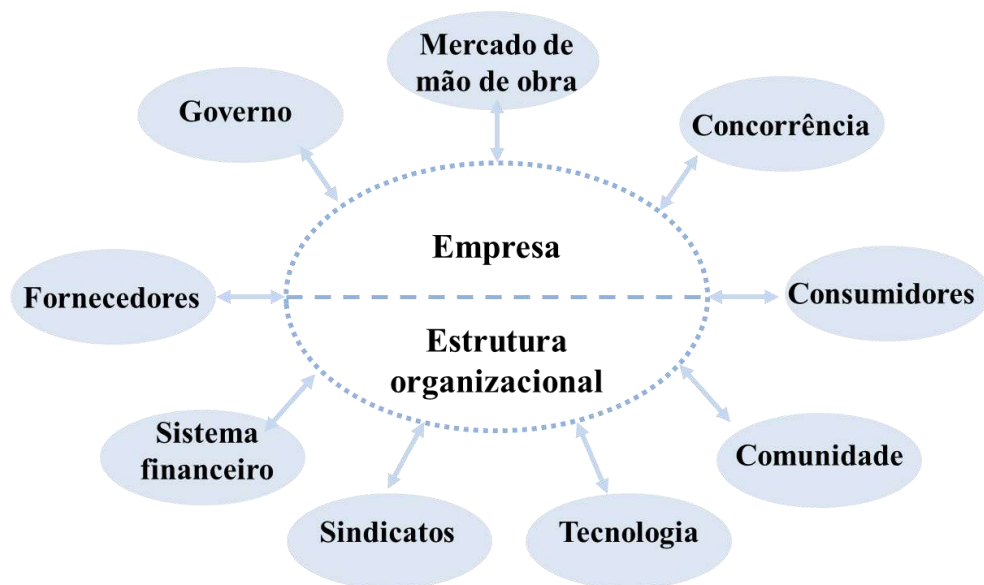 Mercado de
mão de obra
Governo
Concorrência
Empresa
Fornecedores
Consumidores
Estrutura
organizacional
Sistema
financeiro
Comunidade
Sindicatos
Tecnologia